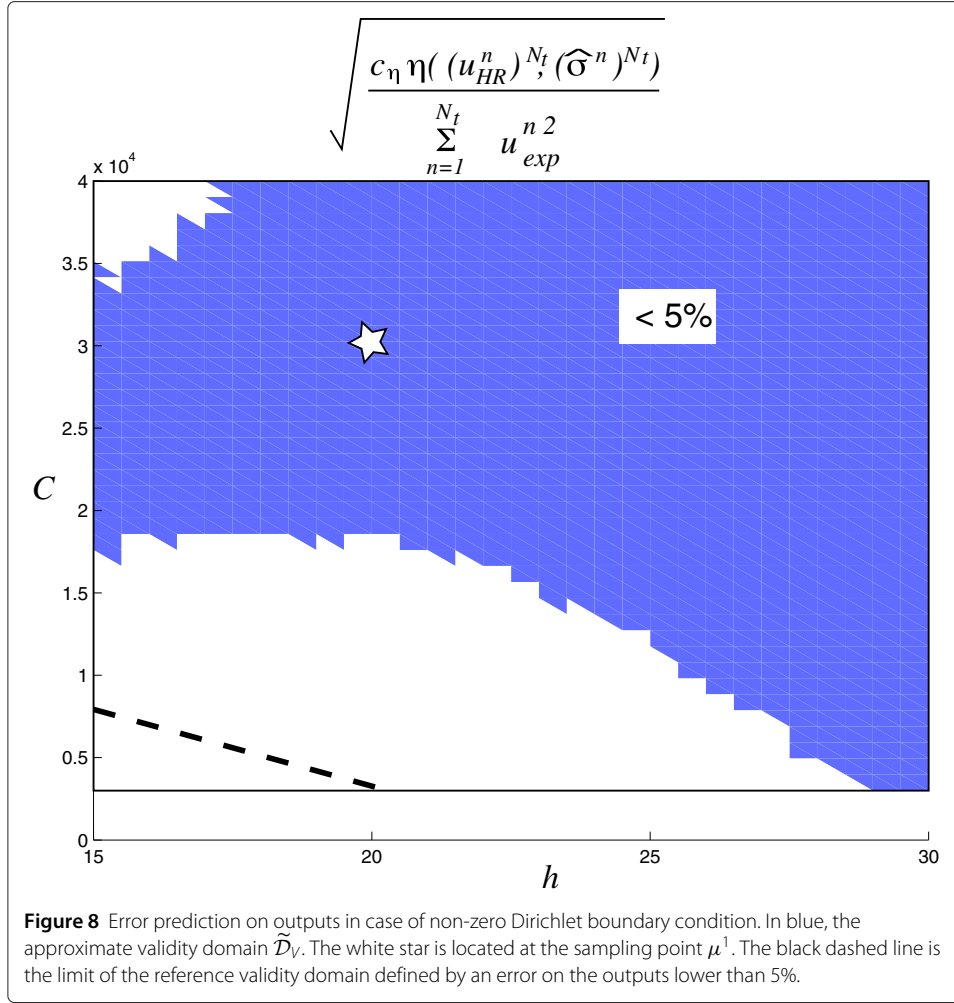 √ c_η η( (u^n_HR)^{N_t}, (σ̂^n)^{N_t})
Σ_{n=1}^{N_t} u_exp^{n 2}
x 10^4
4
3.5
3
2.5
2
1.5
1
0.5
0
C
< 5%
15
20
25
30
h
Figure 8 Error prediction on outputs in case of non-zero Dirichlet boundary condition. In blue, the
approximate validity domain D̃_V. The white star is located at the sampling point μ^1. The black dashed line is
the limit of the reference validity domain defined by an error on the outputs lower than 5%.